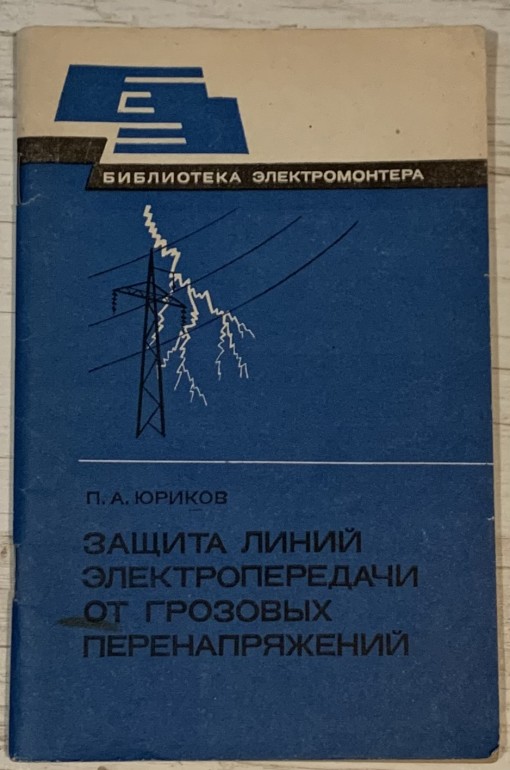 БИБЛИОТЕКА ЭЛЕКТРОМОНТЕРА
П. А. ЮРИКОВ
ЗАЩИТА ЛИНИЙ
ЭЛЕКТРОПЕРЕДАЧИ
ОТ ГРОЗОВЫХ
ПЕРЕНАПРЯЖЕНИЙ